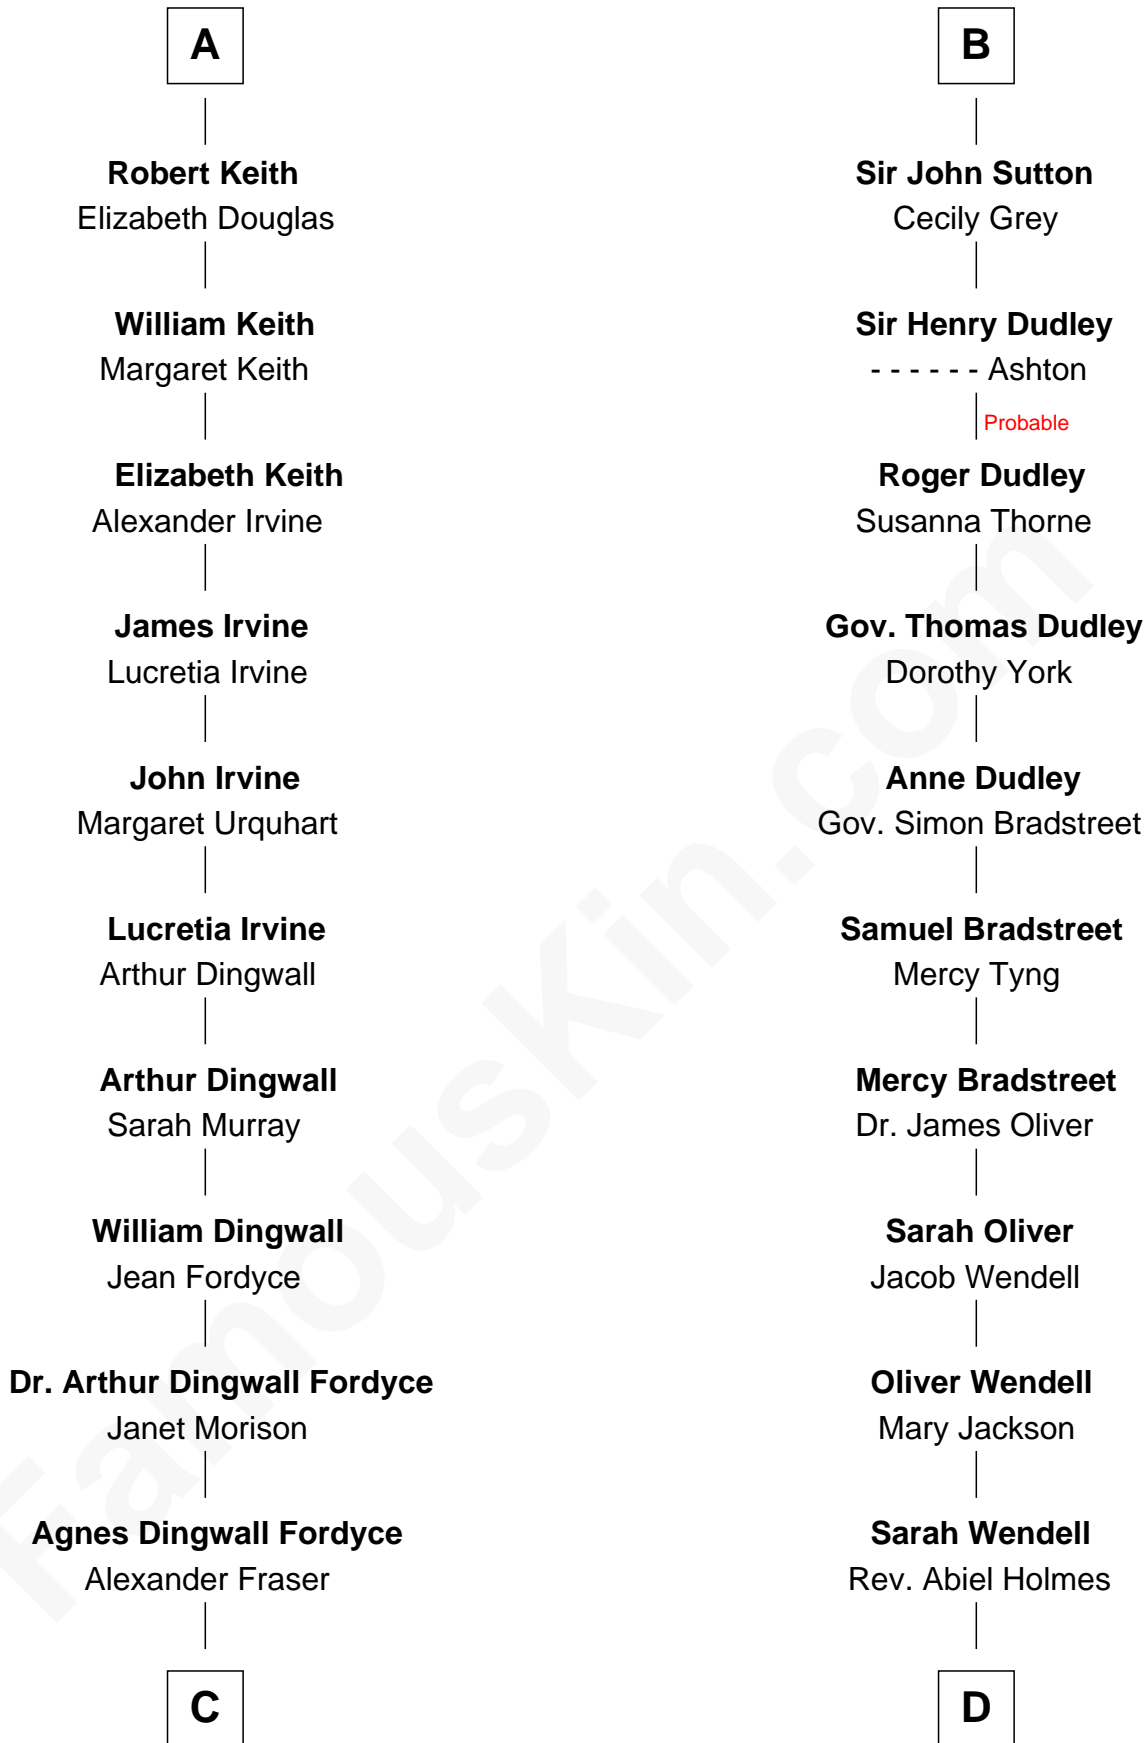 A
Robert Keith
Elizabeth Douglas
William Keith
Margaret Keith
Elizabeth Keith
Alexander Irvine
James Irvine
Lucretia Irvine
John Irvine
Margaret Urquhart
Lucretia Irvine
Arthur Dingwall
Arthur Dingwall
Sarah Murray
William Dingwall
Jean Fordyce
Dr. Arthur Dingwall Fordyce
Janet Morison
Agnes Dingwall Fordyce
Alexander Fraser
C
B
Sir John Sutton
Cecily Grey
Sir Henry Dudley
- - - - - - Ashton
Probable
Roger Dudley
Susanna Thorne
Gov. Thomas Dudley
Dorothy York
Anne Dudley
Gov. Simon Bradstreet
Samuel Bradstreet
Mercy Tyng
Mercy Bradstreet
Dr. James Oliver
Sarah Oliver
Jacob Wendell
Oliver Wendell
Mary Jackson
Sarah Wendell
Rev. Abiel Holmes
D
FamousKin.com